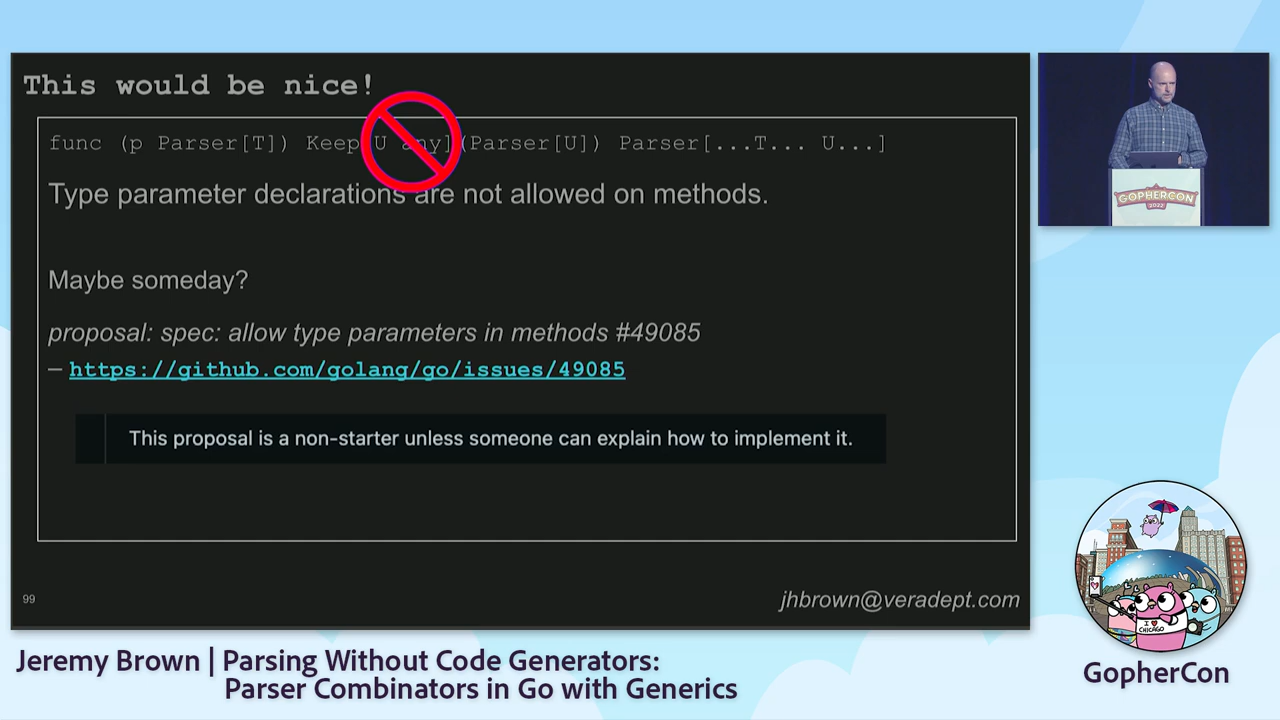 This would be nice!
func (p Parser[T]) Keep[U any](Parser[U]) Parser[...T... U...]
Type parameter declarations are not allowed on methods.
Maybe someday?
proposal: spec: allow type parameters in methods #49085
— https://github.com/golang/go/issues/49085
This proposal is a non-starter unless someone can explain how to implement it.
99
jhbrown@veradept.com
GOPHERCON
2022
I ♥
CHICAGO
Jeremy Brown | Parsing Without Code Generators:
Parser Combinators in Go with Generics
GopherCon